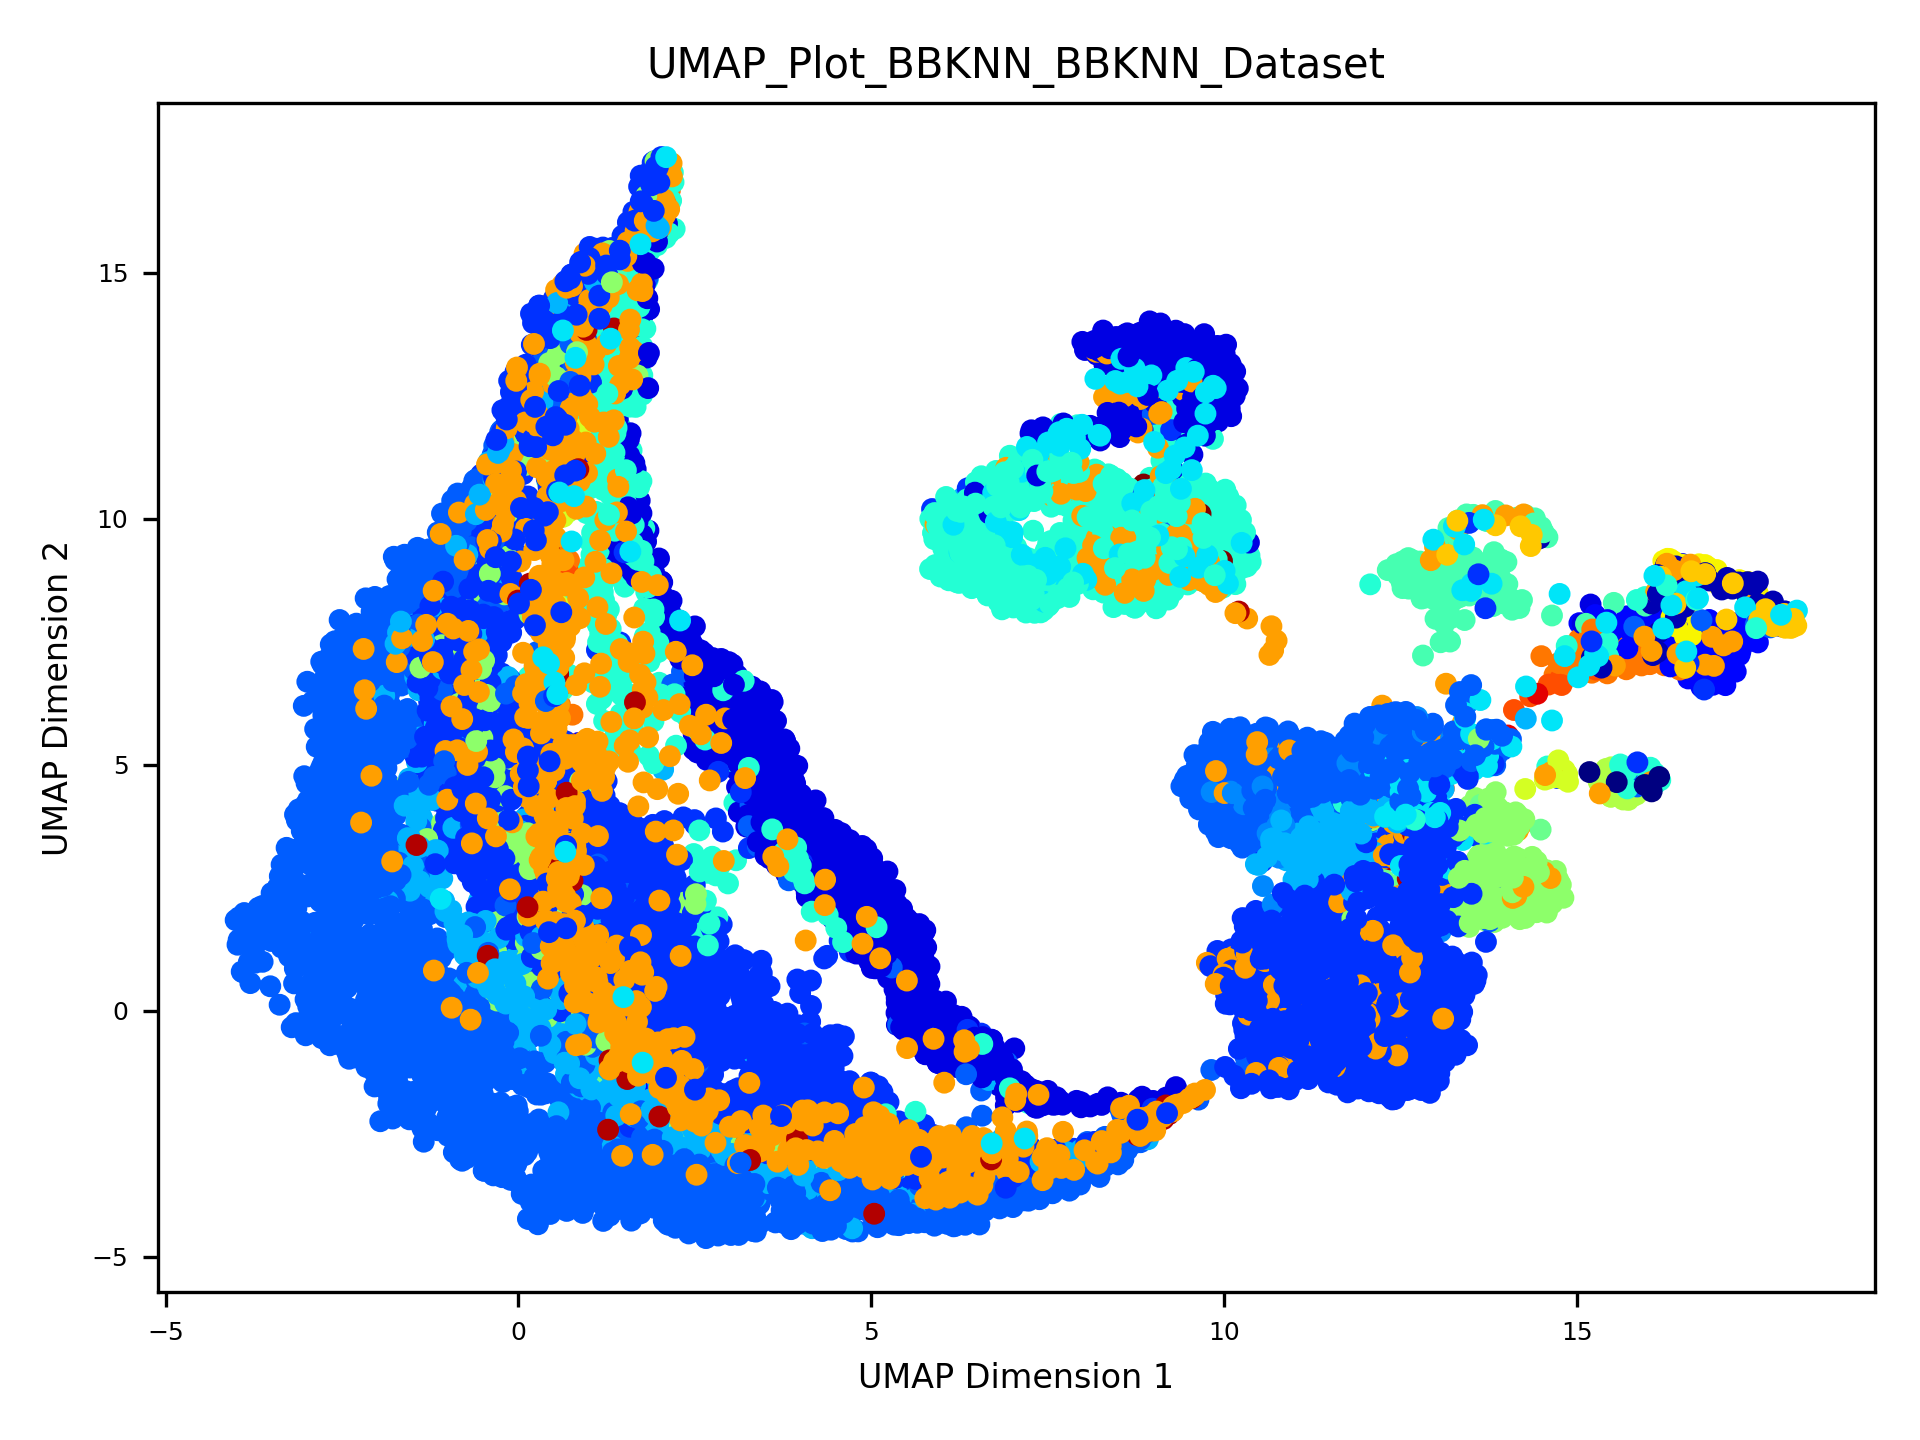 UMAP_Plot_BBKNN_BBKNN_Dataset
15
10
5
0
−5
UMAP Dimension 2
−5 0 5 10 15
UMAP Dimension 1